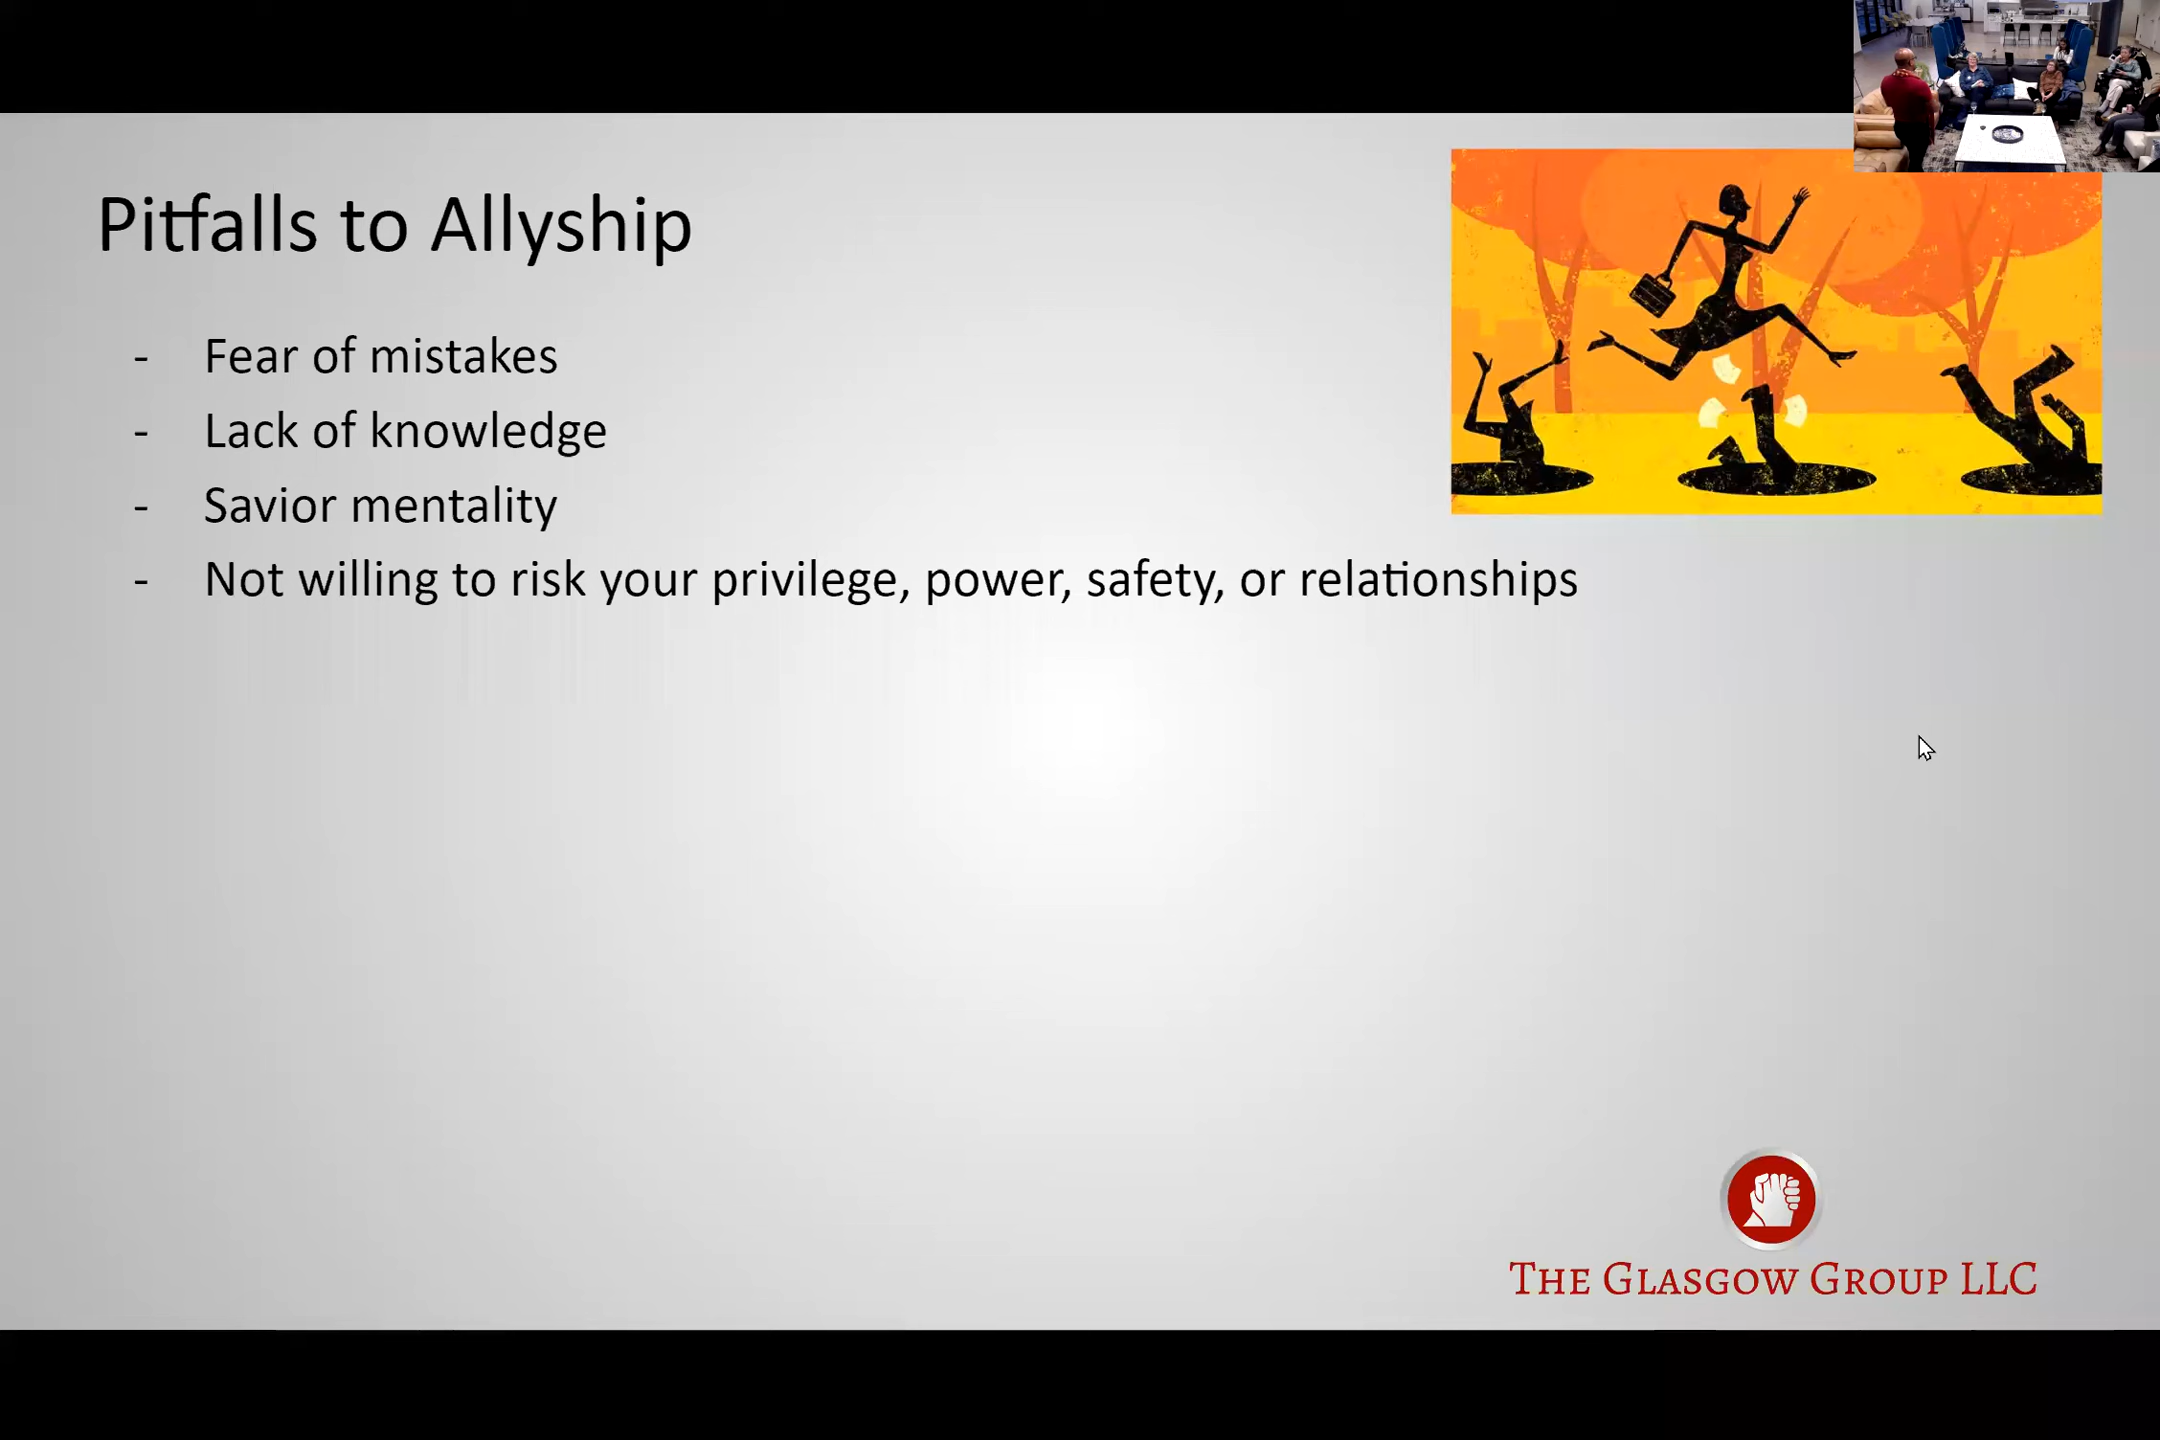 Pitfalls to Allyship
- Fear of mistakes
- Lack of knowledge
- Savior mentality
- Not willing to risk your privilege, power, safety, or relationships
THE GLASGOW GROUP LLC